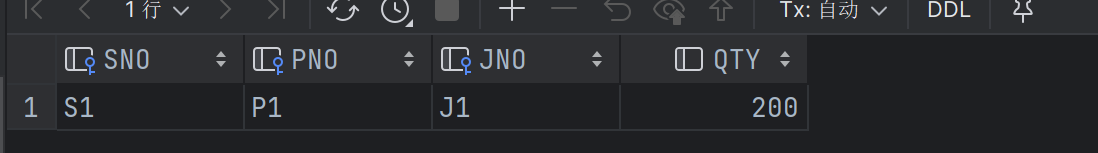 1 行 Tx: 自动 DDL
SNO PNO JNO QTY
1 S1 P1 J1 200